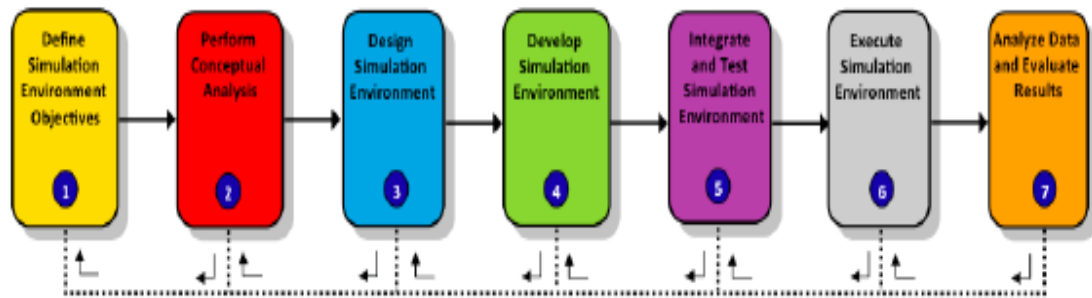 Define
Simulation
Environment
Objectives
1
Perform
Conceptual
Analysis
2
Design
Simulation
Environment
3
Develop
Simulation
Environment
4
Integrate
and Test
Simulation
Environment
5
Execute
Simulation
Environment
6
Analyze Data
and Evaluate
Results
7